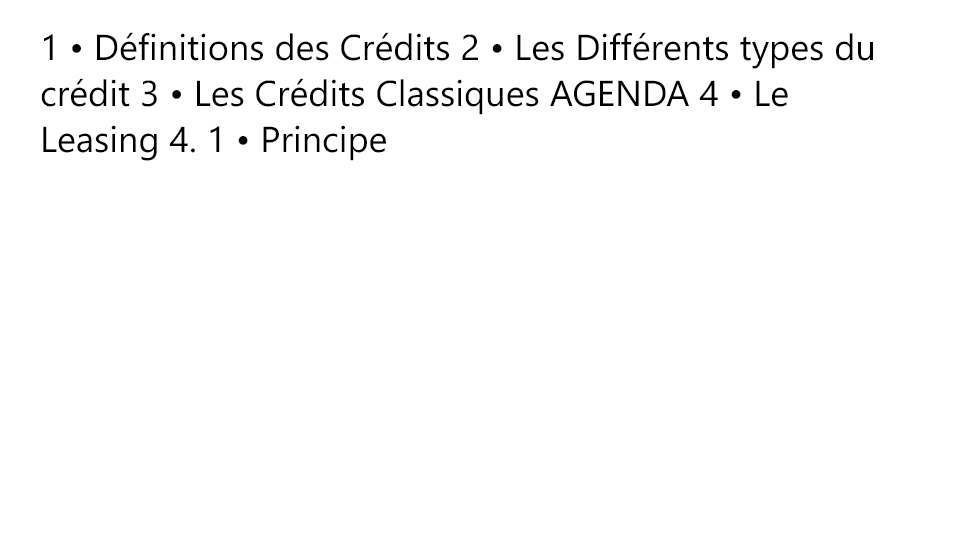 1 • Définitions des Crédits 2 • Les Différents types du
crédit 3 • Les Crédits Classiques AGENDA 4 • Le
Leasing 4. 1 • Principe